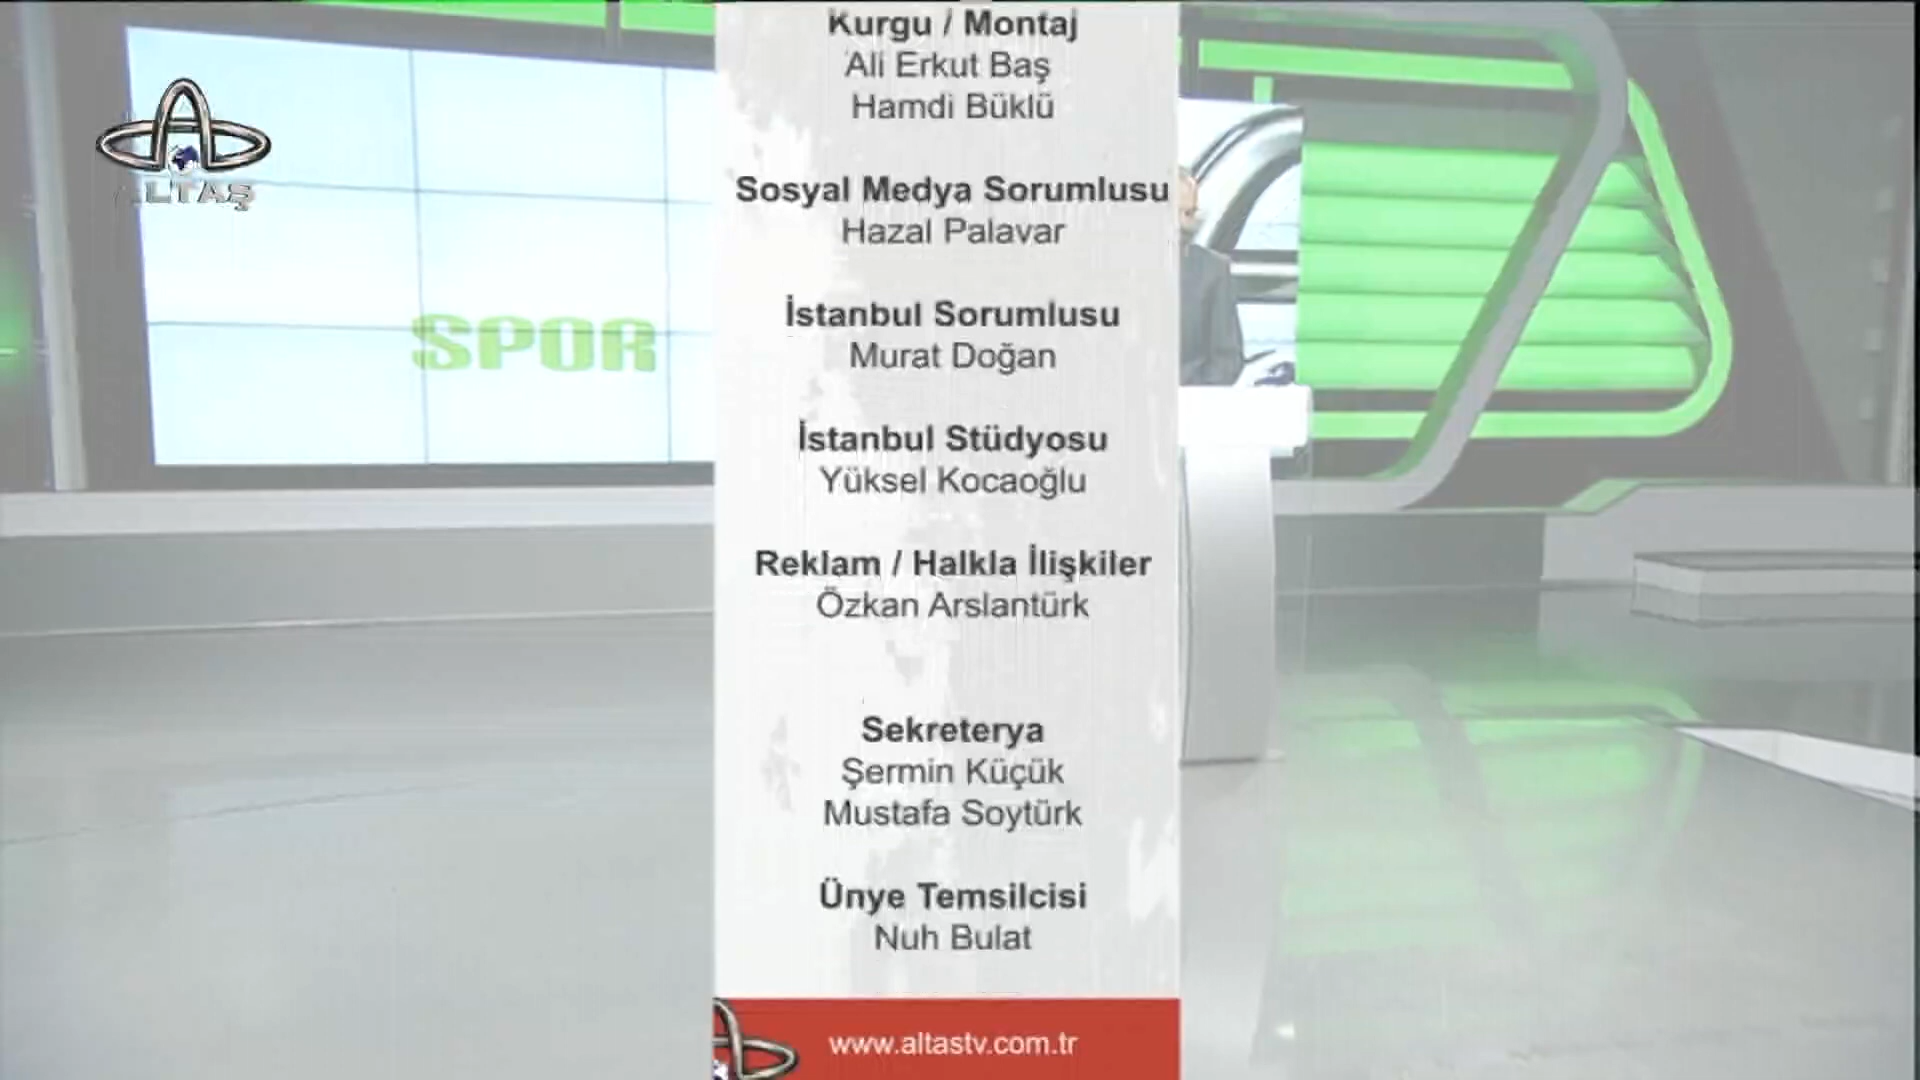 Kurgu / Montaj
Ali Erkut Baş
Hamdi Büklü
Sosyal Medya Sorumlusu
Hazal Palavar
İstanbul Sorumlusu
Murat Doğan
İstanbul Stüdyosu
Yüksel Kocaoğlu
Reklam / Halkla İlişkiler
Özkan Arslantürk
Sekreterya
Şermin Küçük
Mustafa Soytürk
Ünye Temsilcisi
Nuh Bulat
www.altastv.com.tr
ALTAŞ
SPOR